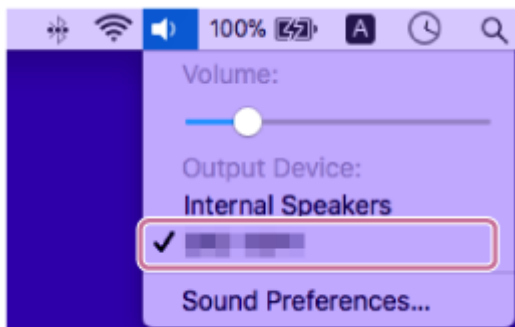 100% A
Volume:
Output Device:
Internal Speakers
Sound Preferences...